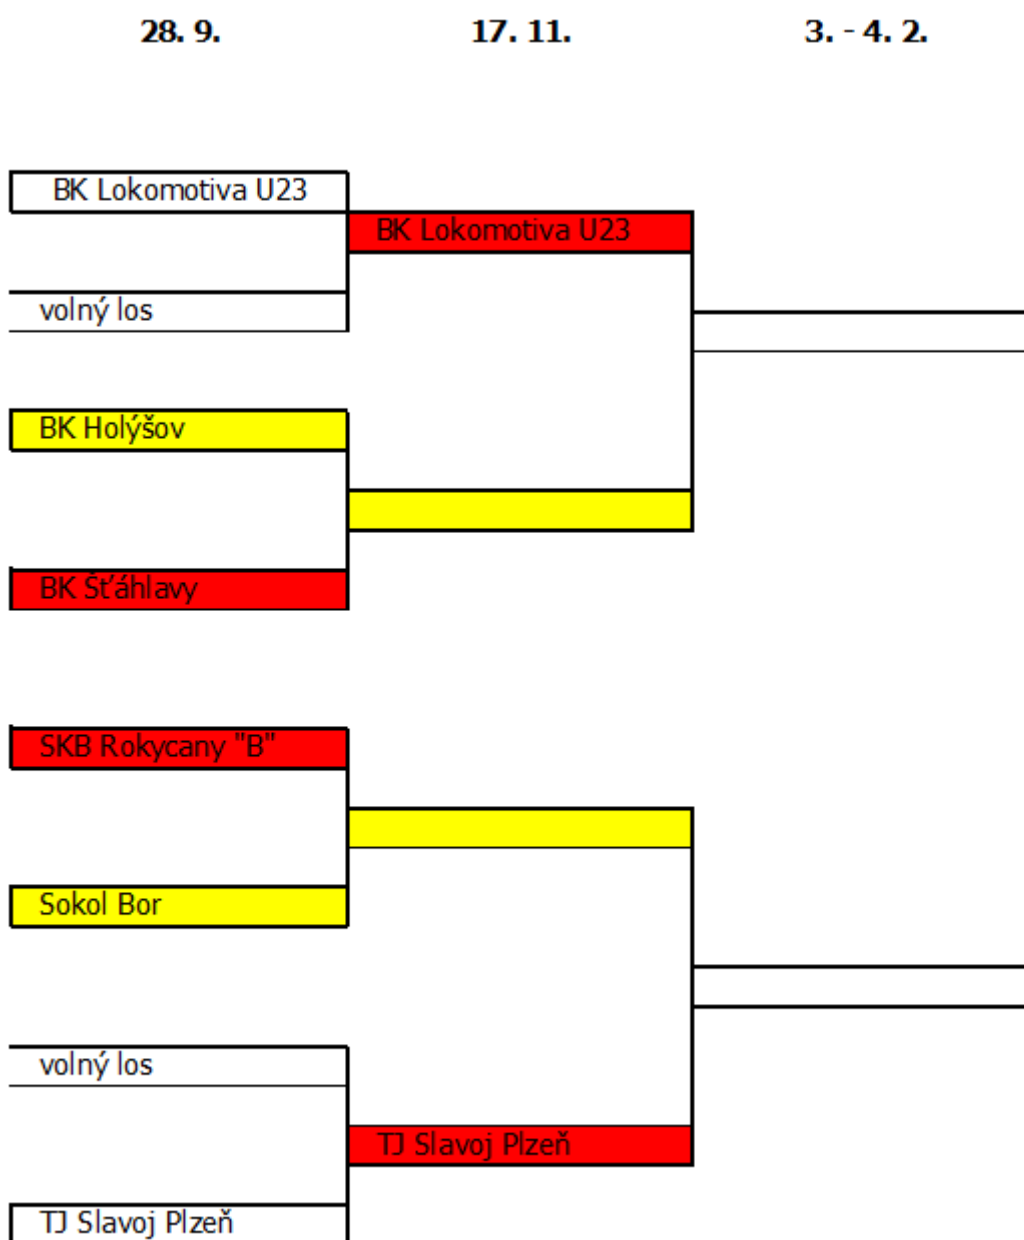 28. 9. 17. 11. 3. - 4. 2.
BK Lokomotiva U23
BK Lokomotiva U23
volný los
BK Holýšov
BK Šťáhlavy
SKB Rokycany "B"
Sokol Bor
volný los
TJ Slavoj Plzeň
TJ Slavoj Plzeň